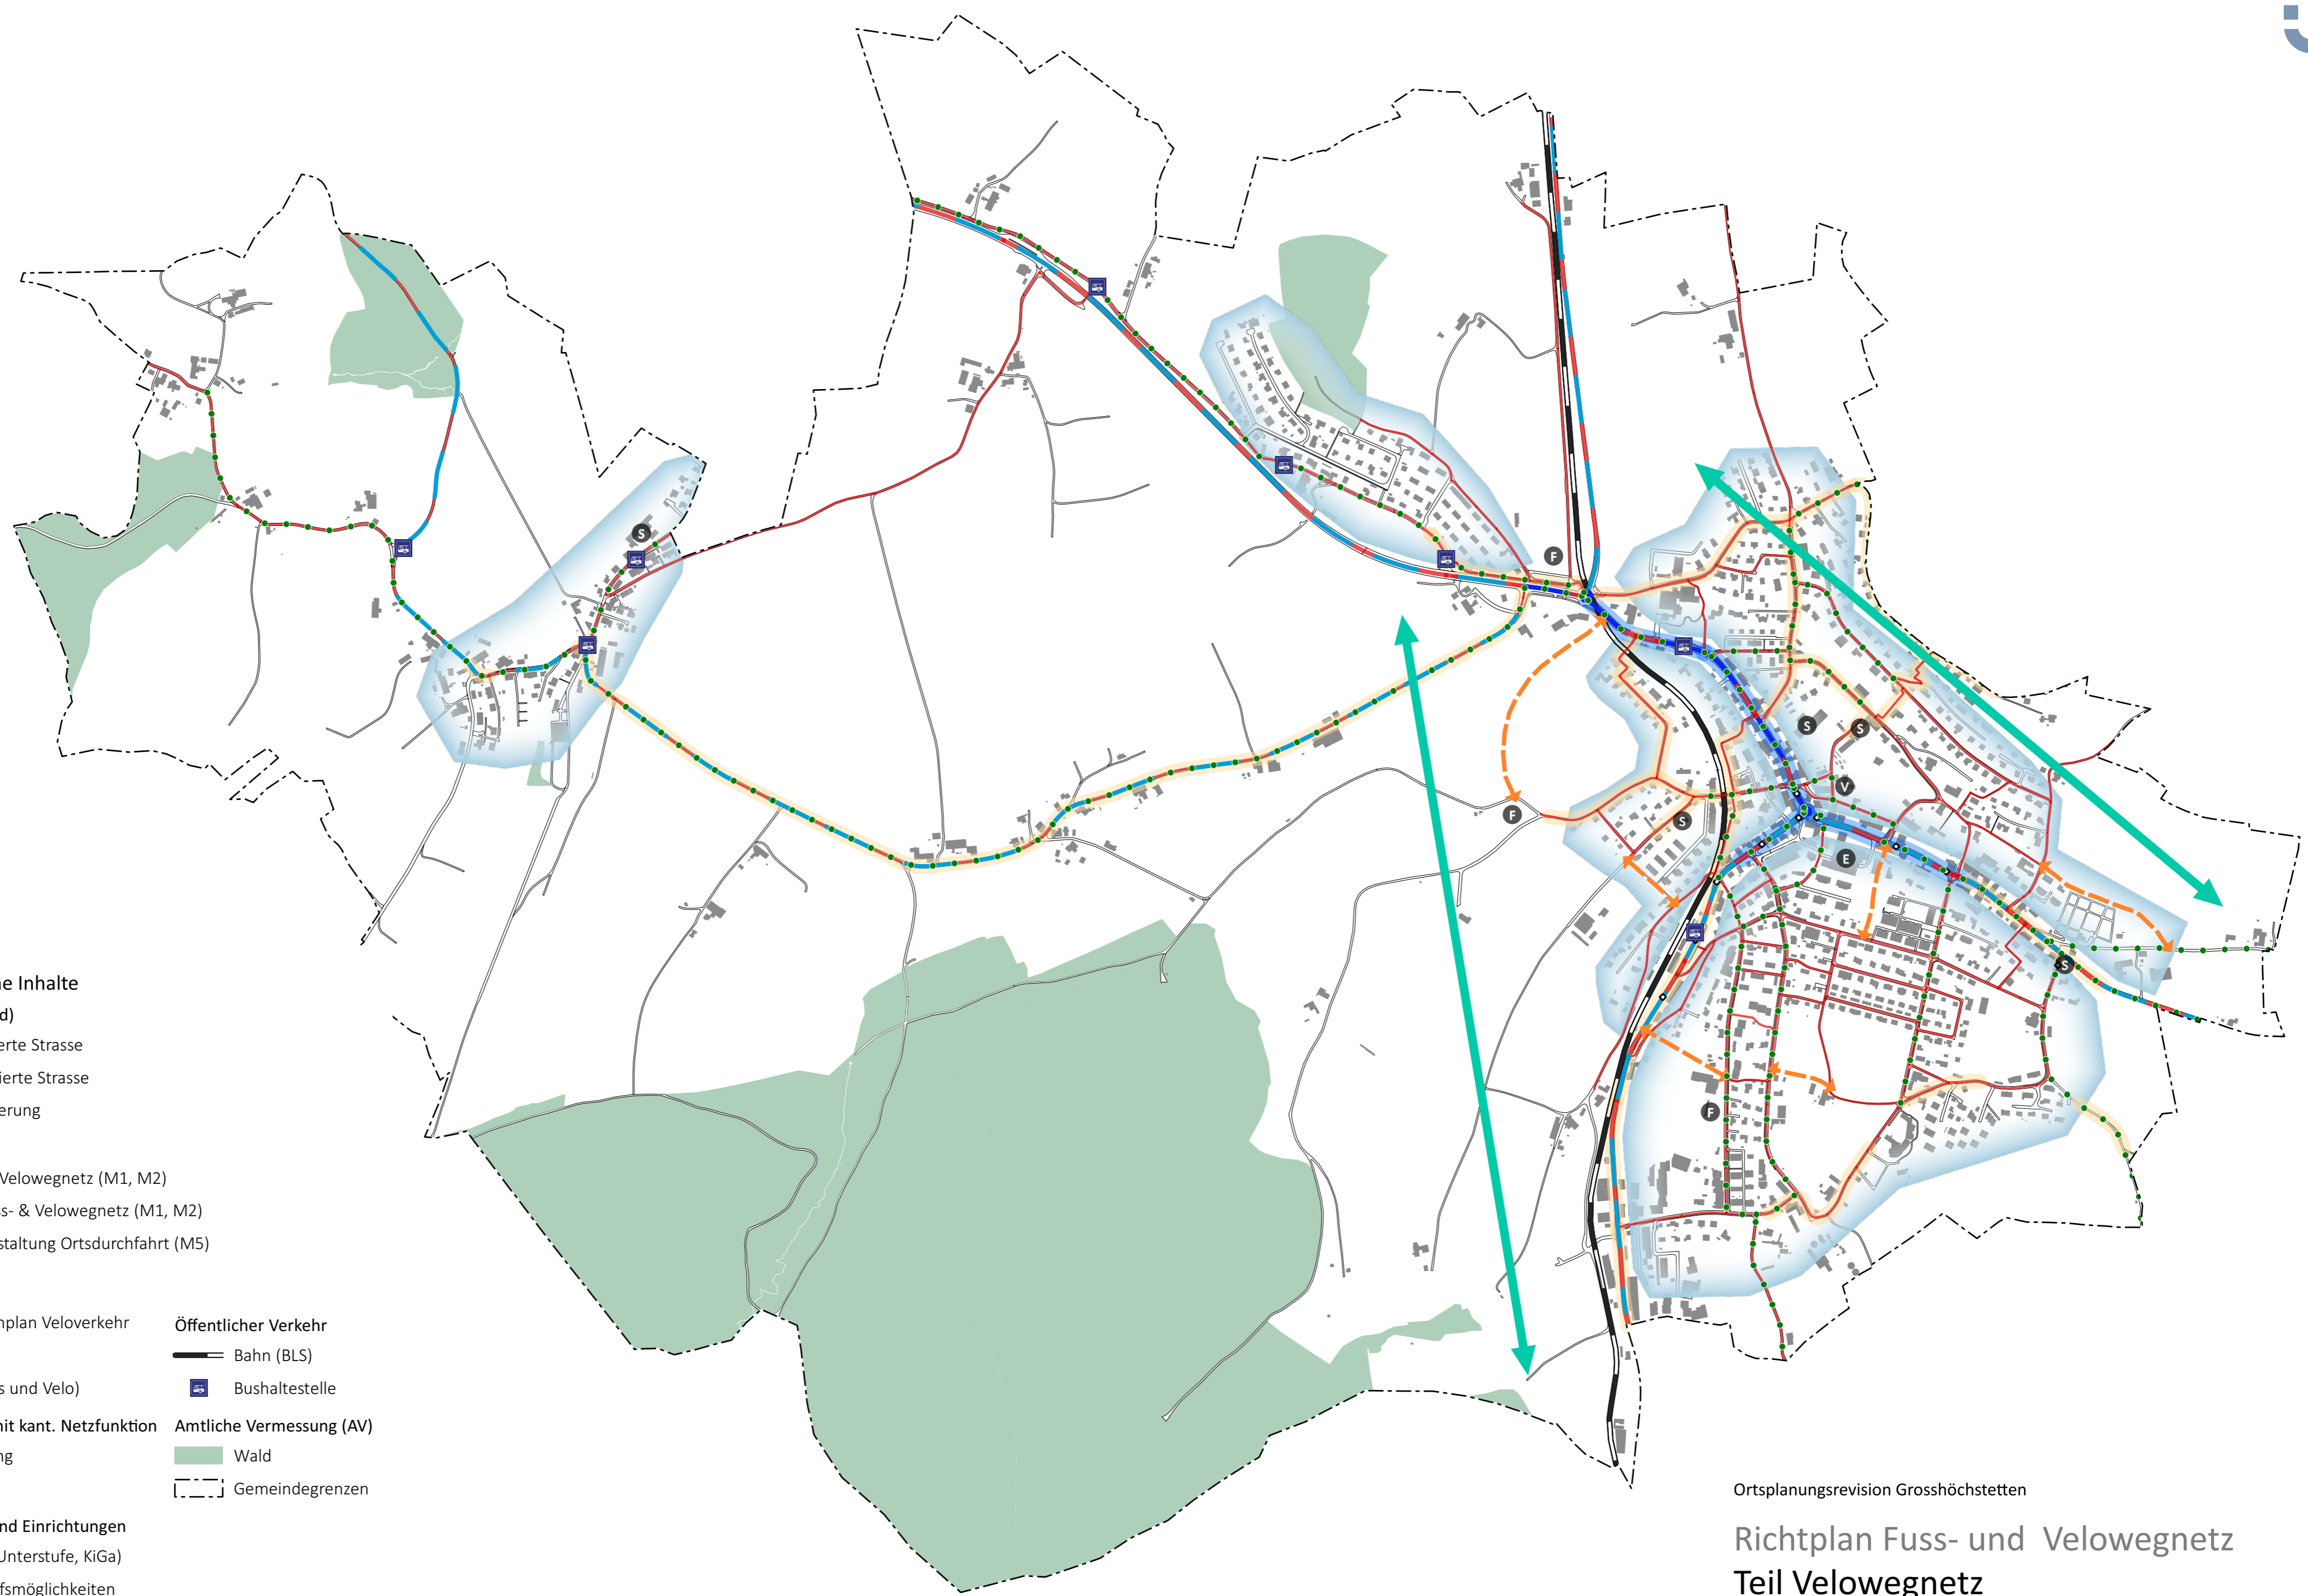 ne Inhalte
d)
erte Strasse
ierte Strasse
erung
Velowegnetz (M1, M2)
ss- & Velowegnetz (M1, M2)
staltung Ortsdurchfahrt (M5)
nplan Veloverkehr
s und Velo)
nit kant. Netzfunktion
ng
nd Einrichtungen
Unterstufe, KiGa)
fsmöglichkeiten
Öffentlicher Verkehr
Bahn (BLS)
Bushaltestelle
Amtliche Vermessung (AV)
Wald
Gemeindegrenzen
S
F
S
S
V
F
S
E
S
F
Ortsplanungsrevision Grosshöchstetten
Richtplan Fuss- und Velowegnetz
Teil Velowegnetz